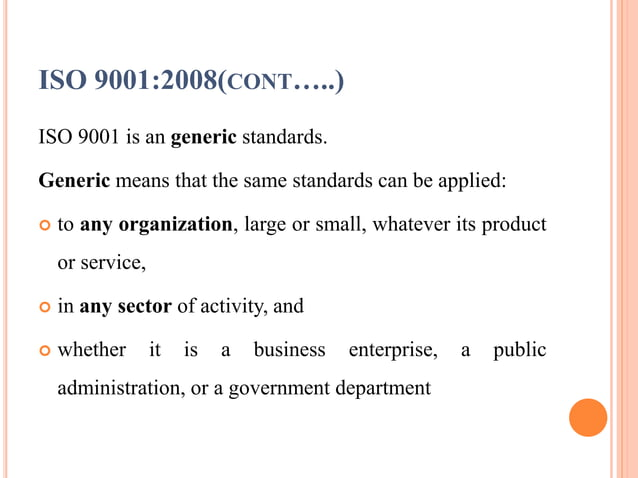 ISO 9001:2008(CONT…..)
ISO 9001 is an generic standards.
Generic means that the same standards can be applied:
to any organization, large or small, whatever its product
or service,
in any sector of activity, and
whether it is a business enterprise, a public
administration, or a government department